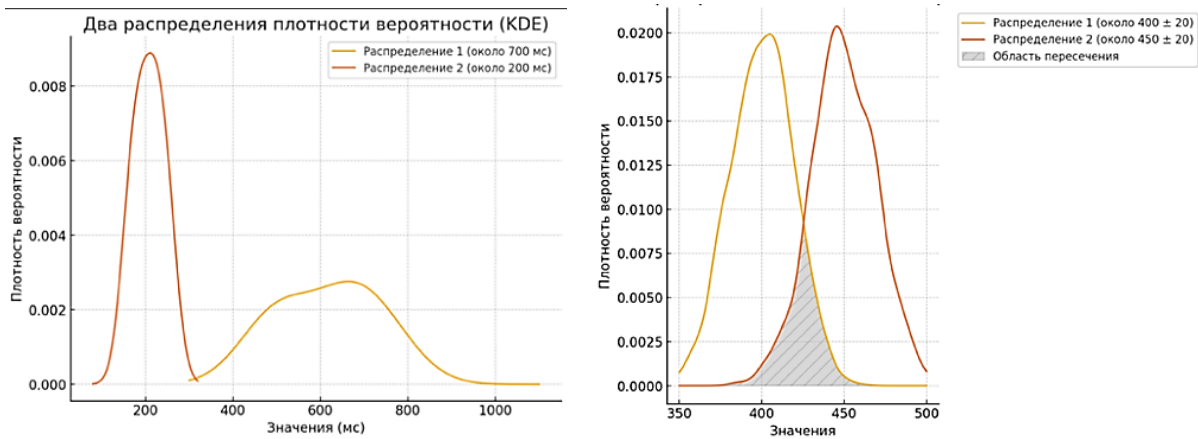 Два распределения плотности вероятности (KDE)
Распределение 1 (около 700 мс)
Распределение 2 (около 200 мс)
Плотность вероятности
0.008
0.006
0.004
0.002
0.000
200 400 600 800 1000
Значения (мс)
Распределение 1 (около 400 ± 20)
Распределение 2 (около 450 ± 20)
Область пересечения
Плотность вероятности
0.0200
0.0175
0.0150
0.0125
0.0100
0.0075
0.0050
0.0025
0.0000
350 400 450 500
Значения